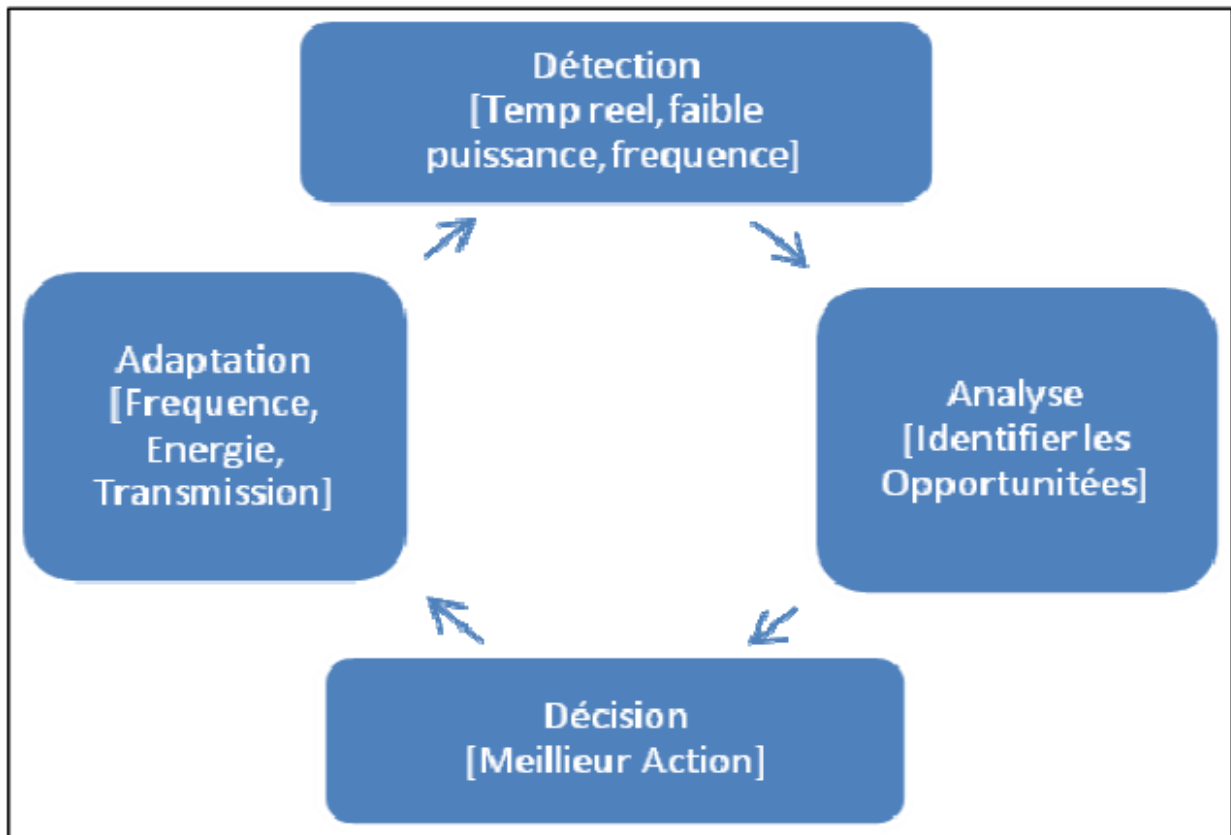 Détection
[Temp reel, faible
puissance, frequence]
Adaptation
[Frequence,
Energie,
Transmission]
Analyse
[Identifier les
Opportunitées]
Décision
[Meillieur Action]